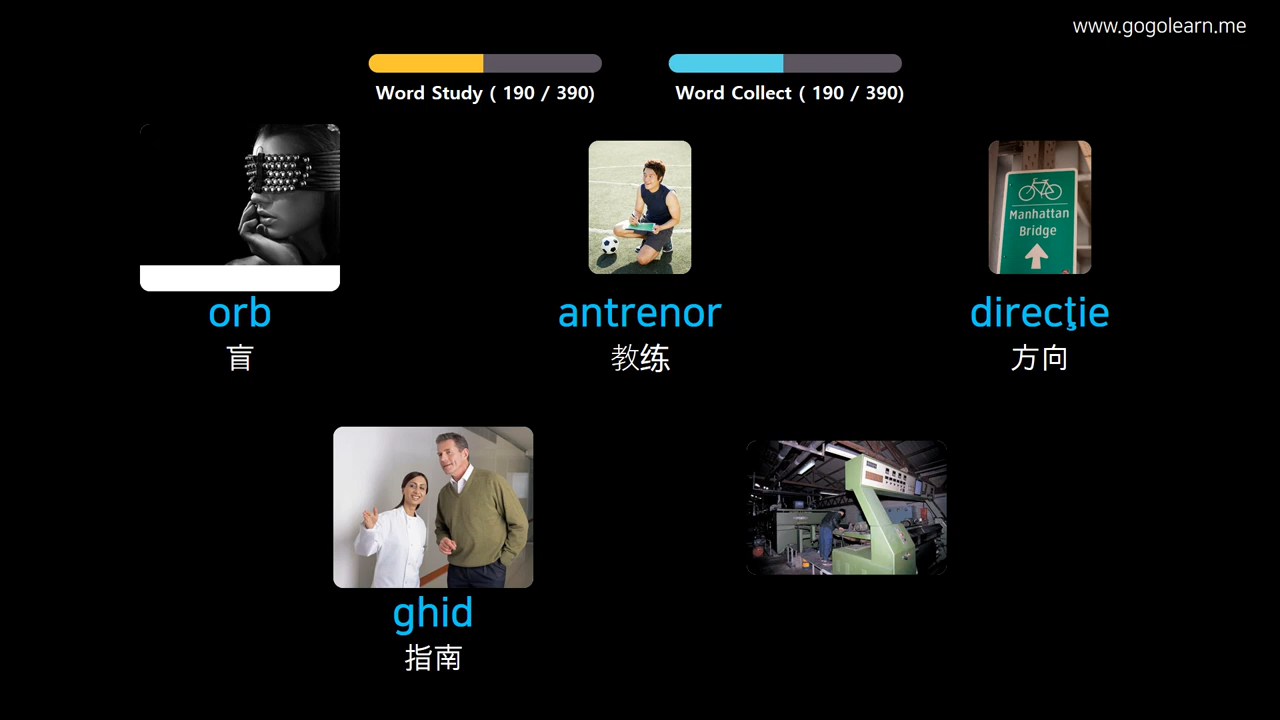 www.gogolearn.me
Word Study ( 190 / 390)
Word Collect ( 190 / 390)
Manhattan
Bridge
orb
盲
antrenor
教练
direcţie
方向
ghid
指南